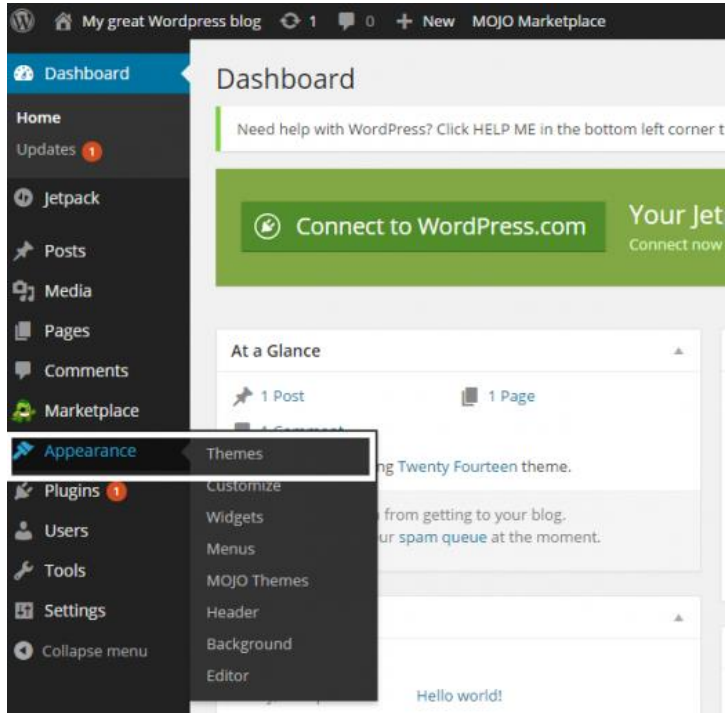 My great Wordpress blog 1 0 + New MOJO Marketplace
Dashboard
Home
Updates 1
Jetpack
Posts
Media
Pages
Comments
Marketplace
Appearance
Plugins 1
Users
Tools
Settings
Collapse menu
Themes
Customize
Widgets
Menus
MOJO Themes
Header
Background
Editor
Dashboard
Need help with WordPress? Click HELP ME in the bottom left corner
Connect to WordPress.com
Your Jet
Connect now
At a Glance
1 Post 1 Page
Twenty Fourteen theme.
from getting to your blog.
spam queue at the moment.
Hello world!